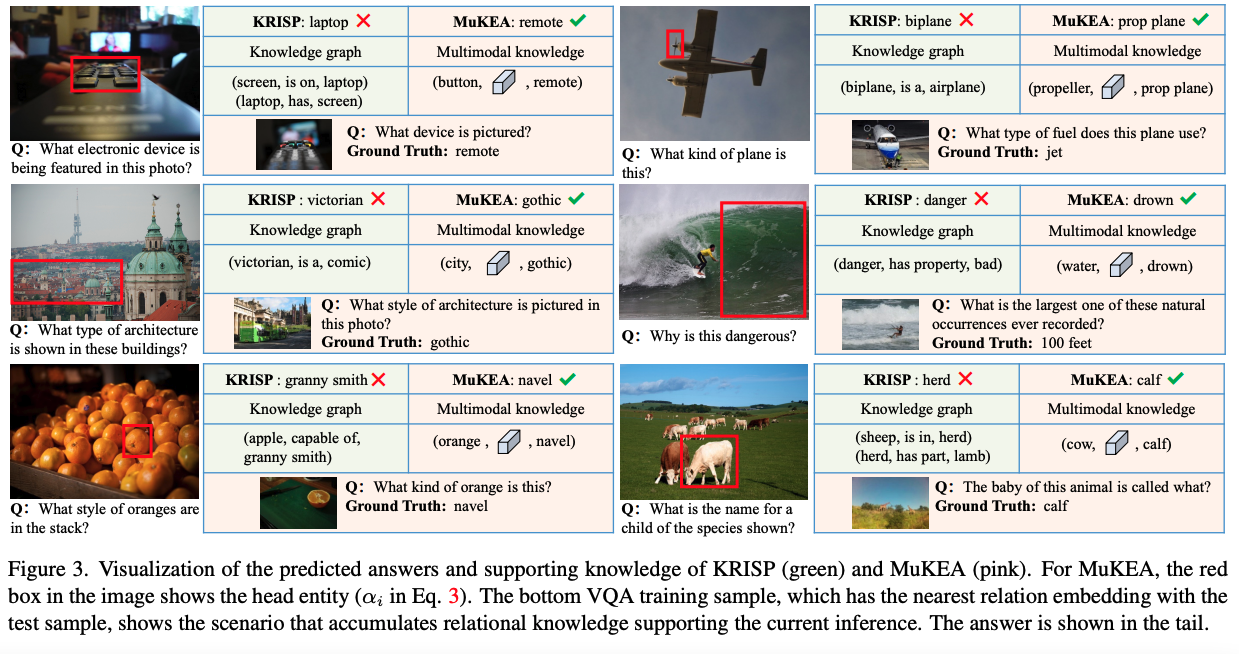 KRISP: laptop ✗
MuKEA: remote ✓
Knowledge graph
Multimodal knowledge
(screen, is on, laptop)
(laptop, has, screen)
(button, , remote)
Q: What device is pictured?
Ground Truth: remote
Q: What electronic device is
being featured in this photo?
KRISP: biplane ✗
MuKEA: prop plane ✓
Knowledge graph
Multimodal knowledge
(biplane, is a, airplane)
(propeller, , prop plane)
Q: What type of fuel does this plane use?
Ground Truth: jet
Q: What kind of plane is
this?
KRISP : victorian ✗
MuKEA: gothic ✓
Knowledge graph
Multimodal knowledge
(victorian, is a, comic)
(city, , gothic)
Q: What style of architecture is pictured in
this photo?
Ground Truth: gothic
Q: What type of architecture
is shown in these buildings?
KRISP : danger ✗
MuKEA: drown ✓
Knowledge graph
Multimodal knowledge
(danger, has property, bad)
(water, , drown)
Q: What is the largest one of these natural
occurrences ever recorded?
Ground Truth: 100 feet
Q: Why is this dangerous?
KRISP : granny smith ✗
MuKEA: navel ✓
Knowledge graph
Multimodal knowledge
(apple, capable of,
granny smith)
(orange , , navel)
Q: What kind of orange is this?
Ground Truth: navel
Q: What style of oranges are
in the stack?
KRISP : herd ✗
MuKEA: calf ✓
Knowledge graph
Multimodal knowledge
(sheep, is in, herd)
(herd, has part, lamb)
(cow, , calf)
Q: The baby of this animal is called what?
Ground Truth: calf
Q: What is the name for a
child of the species shown?
Figure 3. Visualization of the predicted answers and supporting knowledge of KRISP (green) and MuKEA (pink). For MuKEA, the red
box in the image shows the head entity (αᵢ in Eq. 3). The bottom VQA training sample, which has the nearest relation embedding with the
test sample, shows the scenario that accumulates relational knowledge supporting the current inference. The answer is shown in the tail.